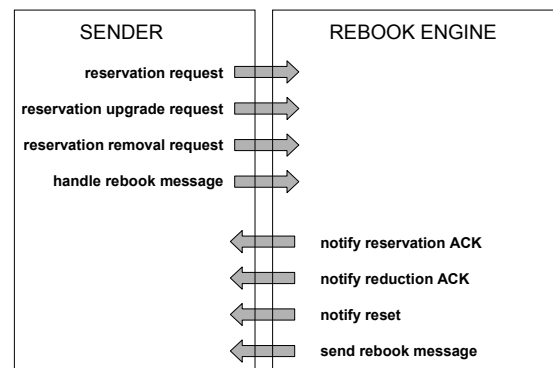 SENDER
REBOOK ENGINE
reservation request
reservation upgrade request
reservation removal request
handle rebook message
notify reservation ACK
notify reduction ACK
notify reset
send rebook message